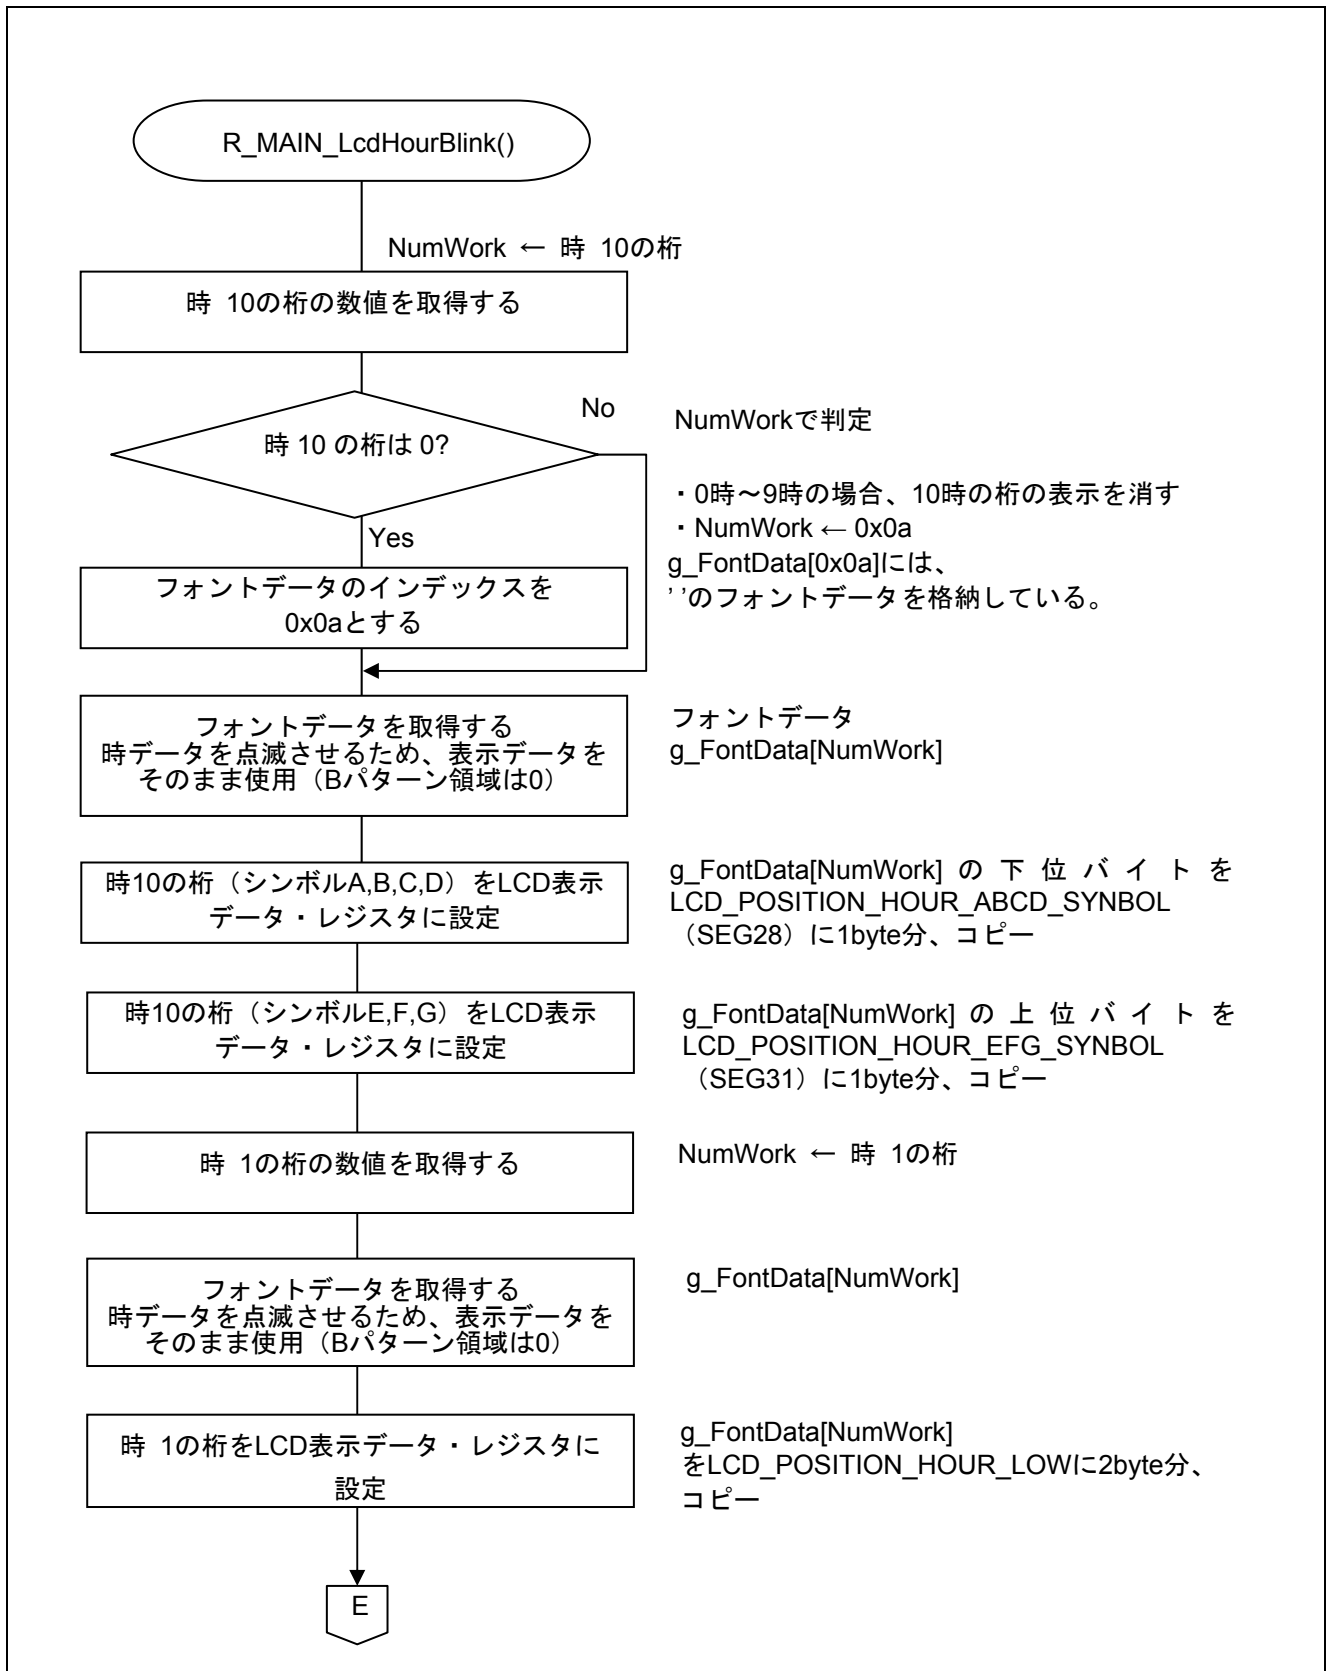 R_MAIN_LcdHourBlink()
NumWork ← 時 10の桁
時 10の桁の数値を取得する
No
NumWorkで判定
時 10 の桁は 0?
・0時～9時の場合、10時の桁の表示を消す
・NumWork ← 0x0a
Yes
g_FontData[0x0a]には、
' 'のフォントデータを格納している。
フォントデータのインデックスを
0x0aとする
フォントデータを取得する
時データを点滅させるため、表示データを
そのまま使用（Bパターン領域は0）
フォントデータ
g_FontData[NumWork]
時10の桁（シンボルA,B,C,D）をLCD表示
データ・レジスタに設定
g_FontData[NumWork] の 下 位 バ イ ト を
LCD_POSITION_HOUR_ABCD_SYNBOL
（SEG28）に1byte分、コピー
時10の桁（シンボルE,F,G）をLCD表示
データ・レジスタに設定
g_FontData[NumWork] の 上 位 バ イ ト を
LCD_POSITION_HOUR_EFG_SYNBOL
（SEG31）に1byte分、コピー
時 1の桁の数値を取得する
NumWork ← 時 1の桁
フォントデータを取得する
時データを点滅させるため、表示データを
そのまま使用（Bパターン領域は0）
g_FontData[NumWork]
時 1の桁をLCD表示データ・レジスタに
設定
g_FontData[NumWork]
をLCD_POSITION_HOUR_LOWに2byte分、
コピー
E